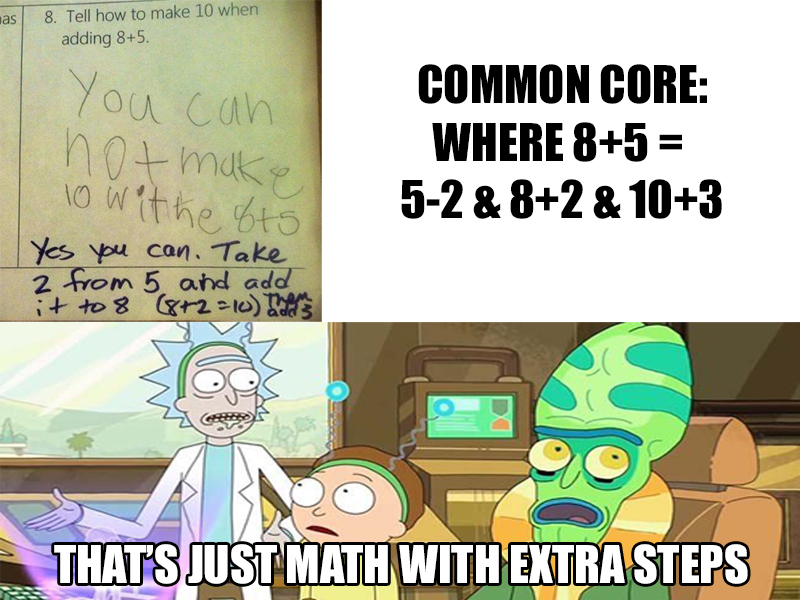 as
8. Tell how to make 10 when
adding 8+5.
You can
not make
10 withe 8+5
Yes you can. Take
2 from 5 and add
it to 8 (8+2=10) Then
add 3
COMMON CORE:
WHERE 8+5 =
5-2 & 8+2 & 10+3
THAT'S JUST MATH WITH EXTRA STEPS